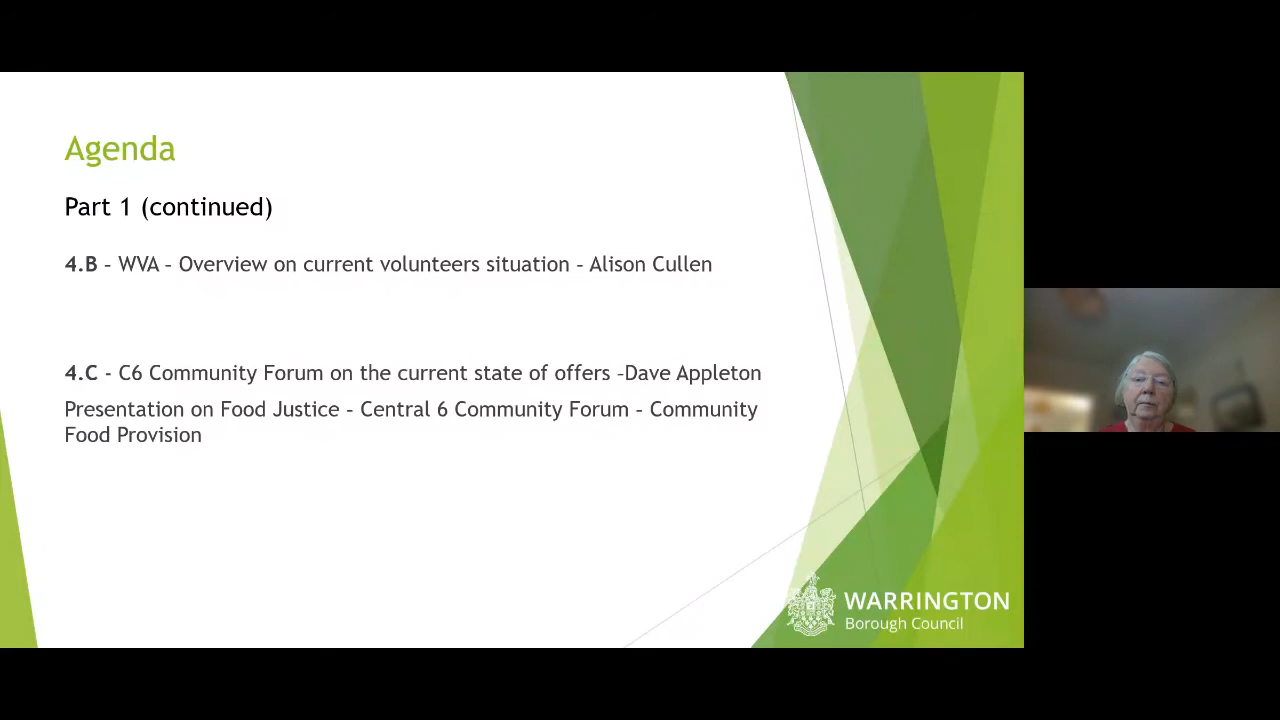 Agenda
Part 1 (continued)
4.B – WVA – Overview on current volunteers situation – Alison Cullen
4.C - C6 Community Forum on the current state of offers –Dave Appleton
Presentation on Food Justice – Central 6 Community Forum – Community
Food Provision
WARRINGTON
Borough Council